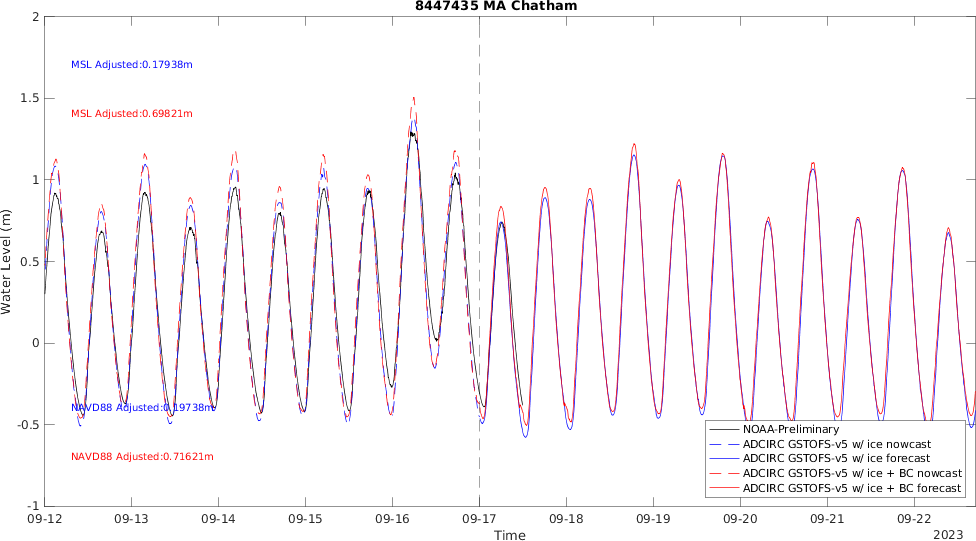 8447435 MA Chatham
2
1.5
1
0.5
0
-0.5
-1
Water Level (m)
MSL Adjusted:0.17938m
MSL Adjusted:0.69821m
NAVD88 Adjusted:0.19738m
NAVD88 Adjusted:0.71621m
NOAA-Preliminary
ADCIRC GSTOFS-v5 w/ ice nowcast
ADCIRC GSTOFS-v5 w/ ice forecast
ADCIRC GSTOFS-v5 w/ ice + BC nowcast
ADCIRC GSTOFS-v5 w/ ice + BC forecast
09-12 09-13 09-14 09-15 09-16 09-17 09-18 09-19 09-20 09-21 09-22
Time
2023